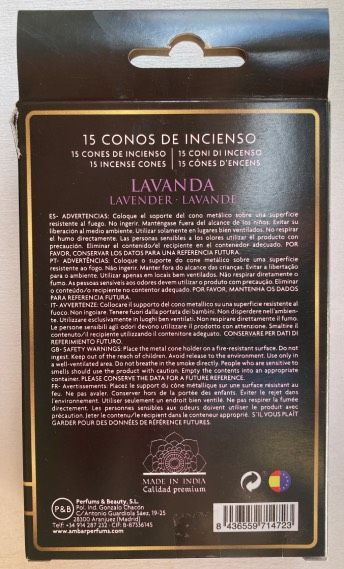 15 CONOS DE INCIENSO
15 CONES DE INCIENSO | 15 CONI DI INCENSO
15 INCENSE CONES | 15 CÔNES D'ENCENS
LAVANDA
LAVENDER · LAVANDE
ES- ADVERTENCIAS: Coloque el soporte del cono metálico sobre una superficie
resistente al fuego. No ingerir. Manténgase fuera del alcance de los niños. Evitar su
liberación al medio ambiente. Utilizar solamente en lugares bien ventilados. No respirar
el humo directamente. Las personas sensibles a los olores utilizar él producto con
precaución. Eliminar el contenido/el recipiente en el contenedor adecuado. POR
FAVOR, CONSERVAR LOS DATOS PARA UNA REFERENCIA FUTURA.
PT- ADVERTÊNCIAS: Coloque o suporte do cone metálico sobre uma superfície
resistente ao fogo. Não ingerir. Manter fora do alcance das crianças. Evitar a libertação
para o ambiente. Utilizar apenas em locais bem ventilados. Não respirar diretamente o
fumo. As pessoas sensíveis aos odores devem utilizar o produto com precaução. Eliminar
o conteúdo/o recipiente no contentor adequado. POR FAVOR, MANTENHA OS DADOS
PARA REFERENCIA FUTURA.
IT- AVVERTENZE: Collocare il supporto del cono metallico su una superficie resistente al
fuoco. Non ingoiare. Tenere fuori dalla portata dei bambini. Non disperdere nell'ambiente.
Utilizzare esclusivamente in luoghi ben ventilati. Non respirare direttamente il fumo.
Le persone sensibili agli odori devono utilizzare il prodotto con attenzione. Smaltire il
contenuto/il recipiente utilizzando il contenitore adeguato. CONSERVARE PER DATI DI
RIFERIMENTO FUTURO.
GB- SAFETY WARNINGS: Place the metal cone holder on a fire-resistant surface. Do not
ingest. Keep out of the reach of children. Avoid release to the environment. Use only in
a well-ventilated area. Do not breathe in the smoke directly. People who are sensitive to
smells should use the product with caution. Empty the contents into an appropriate
container. PLEASE CONSERVE THE DATA FOR A FUTURE REFERENCE.
FR- Avertissements: Placez le support du cône métallique sur une surface résistant au
feu. Ne pas avaler. Conserver hors de la portée des enfants. Eviter le rejet dans
l'environnement. Utiliser seulement un endroit bien ventilé. Ne pas respirer la fumée
directement. Les personnes sensibles aux odeurs doivent utiliser le produit avec
précaution. Jeter le contenu/le récipient dans le conteneur approprié. S'IL VOUS PLAÎT
GARDER POUR DES DONNÉES DE RÉFÉRENCE FUTURES.
MADE IN INDIA
Calidad premium
P&B
Perfums & Beauty, S.L.
Pol. Ind. Gonzalo Chacón
C/Antonio Guardiola Sáez, 19-25
28300 Aranjuez (Madrid)
Telf: +34 914 287 252 · CIF: B-87536145
www.ambarperfums.com
8 436559 714723